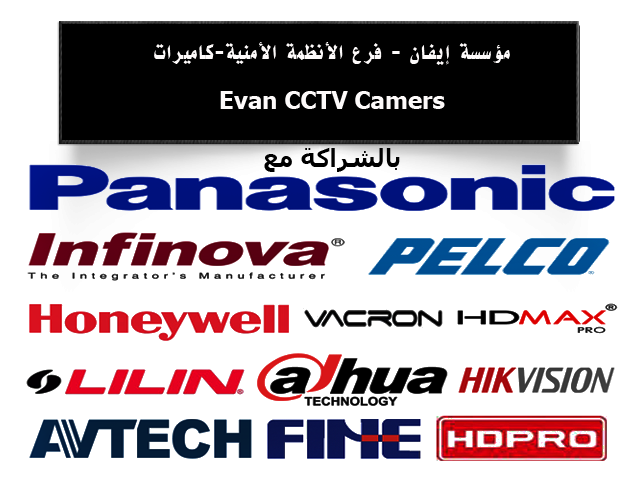 مؤسسة إيفان - فرع الأنظمة الأمنية-كاميرات
Evan CCTV Camers
بالشراكة مع
Panasonic
Infinova® PELCO
The Integrator's Manufacturer
Honeywell VACRON HDMAX®
PRO
LILIN® alhua HIKVISION
TECHNOLOGY
AVTECH FINE HDPRO